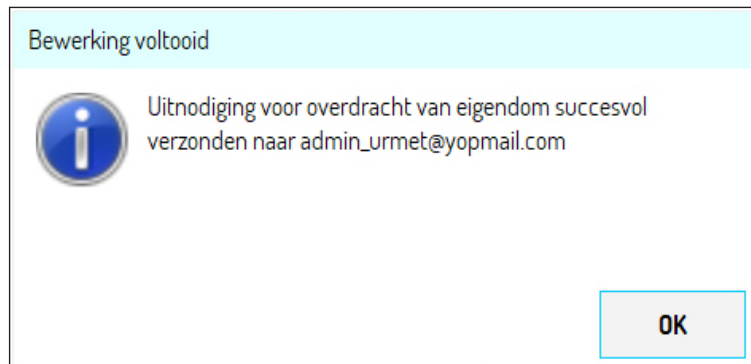 Bewerking voltooid
Uitnodiging voor overdracht van eigendom succesvol
verzonden naar admin_urmet@yopmail.com
OK